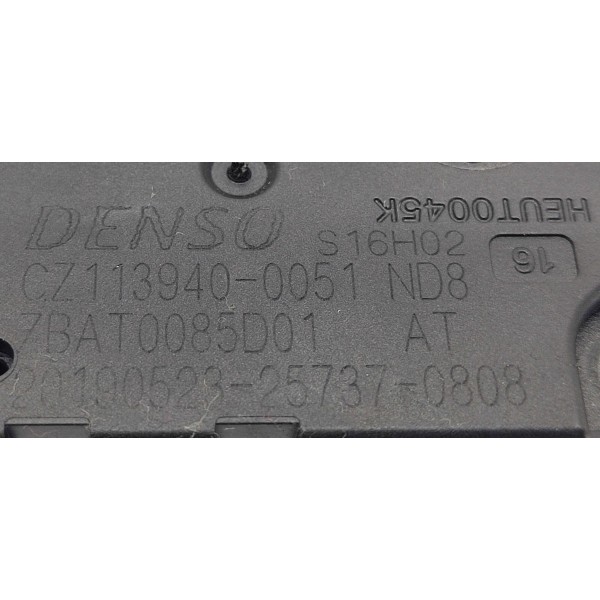 DENSO S16H02
CZ113940-0051 ND8
7BAT0085D01 AT
20190523-25737-0808
HEUT0045K
16